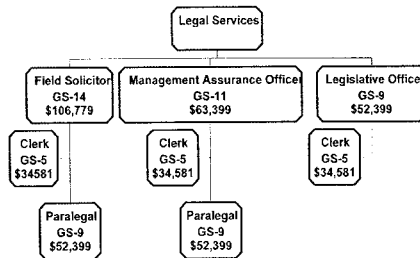 Legal Services
Field Solicitor
GS-14
$106,779
Management Assurance Officer
GS-11
$63,399
Legislative Office
GS-9
$52,399
Clerk
GS-5
$34581
Clerk
GS-5
$34,581
Clerk
GS-5
$34,581
Paralegal
GS-9
$52,399
Paralegal
GS-9
$52,399